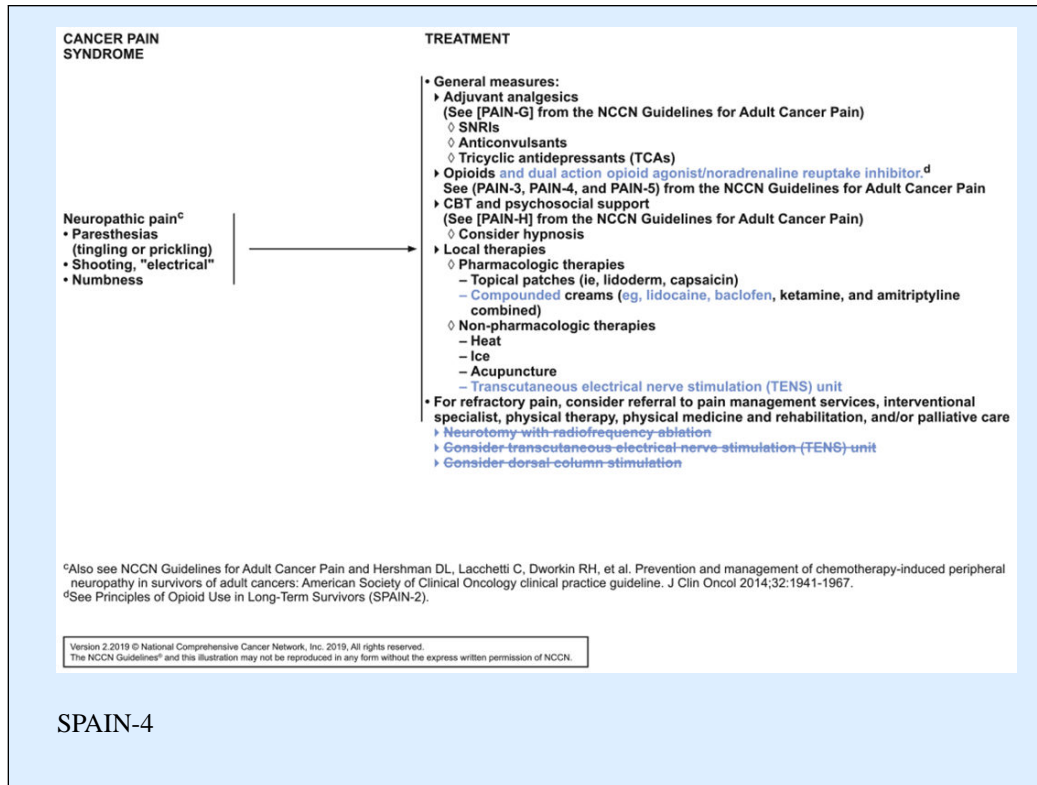 CANCER PAIN
SYNDROME
TREATMENT
Neuropathic painᶜ
• Paresthesias
(tingling or prickling)
• Shooting, "electrical"
• Numbness
• General measures:
‣ Adjuvant analgesics
(See [PAIN-G] from the NCCN Guidelines for Adult Cancer Pain)
◊ SNRIs
◊ Anticonvulsants
◊ Tricyclic antidepressants (TCAs)
‣ Opioids and dual action opioid agonist/noradrenaline reuptake inhibitor.ᵈ
See (PAIN-3, PAIN-4, and PAIN-5) from the NCCN Guidelines for Adult Cancer Pain
‣ CBT and psychosocial support
(See [PAIN-H] from the NCCN Guidelines for Adult Cancer Pain)
◊ Consider hypnosis
‣ Local therapies
◊ Pharmacologic therapies
– Topical patches (ie, lidoderm, capsaicin)
– Compounded creams (eg, lidocaine, baclofen, ketamine, and amitriptyline
combined)
◊ Non-pharmacologic therapies
– Heat
– Ice
– Acupuncture
– Transcutaneous electrical nerve stimulation (TENS) unit
• For refractory pain, consider referral to pain management services, interventional
specialist, physical therapy, physical medicine and rehabilitation, and/or palliative care
‣ Neurotomy with radiofrequency ablation
‣ Consider transcutaneous electrical nerve stimulation (TENS) unit
‣ Consider dorsal column stimulation
ᶜAlso see NCCN Guidelines for Adult Cancer Pain and Hershman DL, Lacchetti C, Dworkin RH, et al. Prevention and management of chemotherapy-induced peripheral
neuropathy in survivors of adult cancers: American Society of Clinical Oncology clinical practice guideline. J Clin Oncol 2014;32:1941-1967.
ᵈSee Principles of Opioid Use in Long-Term Survivors (SPAIN-2).
Version 2.2019 © National Comprehensive Cancer Network, Inc. 2019, All rights reserved.
The NCCN Guidelines® and this illustration may not be reproduced in any form without the express written permission of NCCN.
SPAIN-4